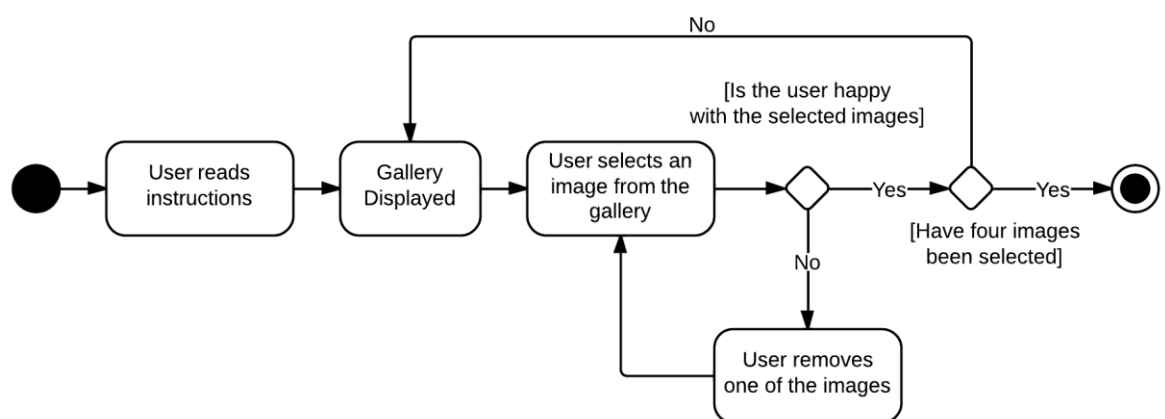 No
[Is the user happy
with the selected images]
User reads
instructions
Gallery
Displayed
User selects an
image from the
gallery
Yes
Yes
[Have four images
been selected]
No
User removes
one of the images